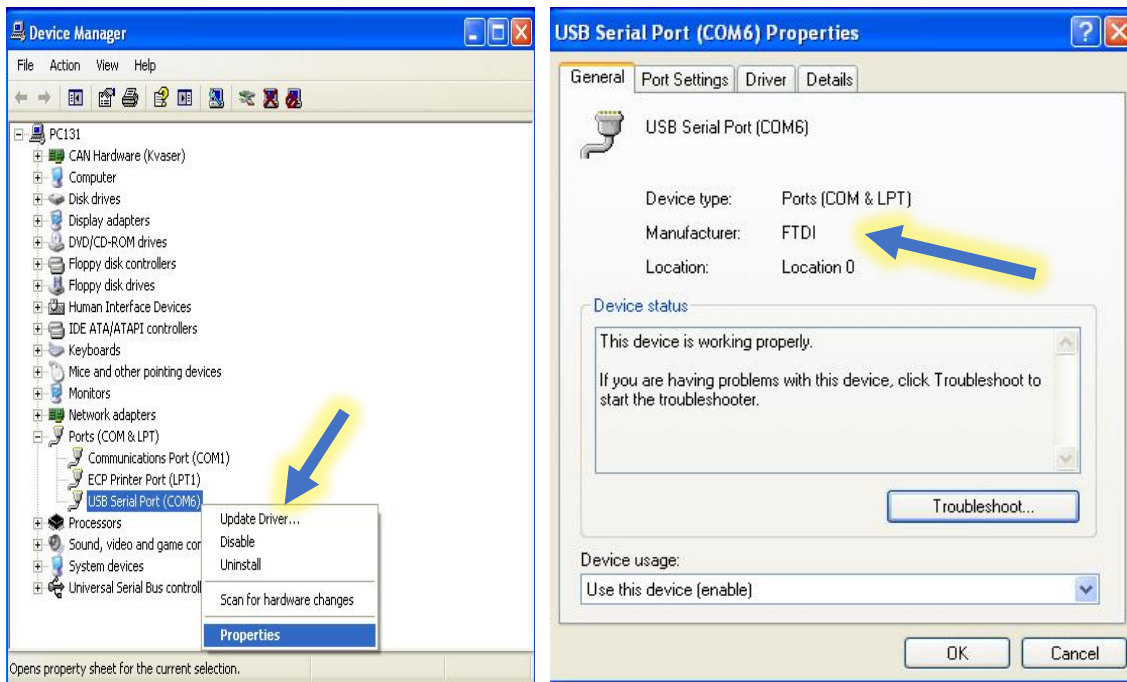 Device Manager
File Action View Help
PC131
CAN Hardware (Kvaser)
Computer
Disk drives
Display adapters
DVD/CD-ROM drives
Floppy disk controllers
Floppy disk drives
Human Interface Devices
IDE ATA/ATAPI controllers
Keyboards
Mice and other pointing devices
Monitors
Network adapters
Ports (COM & LPT)
Communications Port (COM1)
ECP Printer Port (LPT1)
USB Serial Port (COM6)
Processors
Sound, video and game cor
System devices
Universal Serial Bus controll
Update Driver...
Disable
Uninstall
Scan for hardware changes
Properties
Opens property sheet for the current selection.
USB Serial Port (COM6) Properties
General Port Settings Driver Details
USB Serial Port (COM6)
Device type: Ports (COM & LPT)
Manufacturer: FTDI
Location: Location 0
Device status
This device is working properly.
If you are having problems with this device, click Troubleshoot to
start the troubleshooter.
Troubleshoot...
Device usage:
Use this device (enable)
OK Cancel